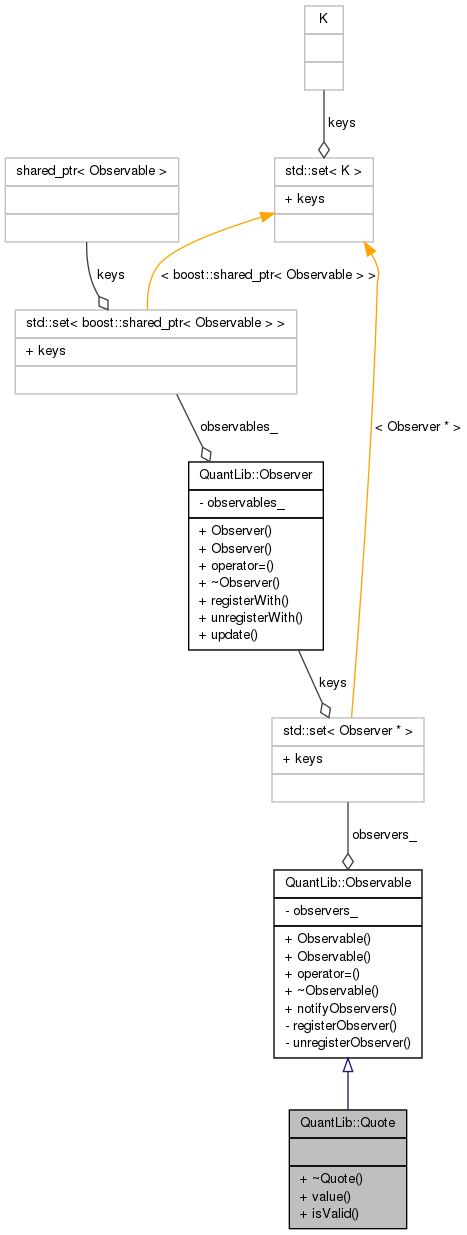 K
keys
shared_ptr< Observable >
std::set< K >
+ keys
keys
< boost::shared_ptr< Observable > >
std::set< boost::shared_ptr< Observable > >
+ keys
observables_
< Observer * >
QuantLib::Observer
- observables_
+ Observer()
+ Observer()
+ operator=()
+ ~Observer()
+ registerWith()
+ unregisterWith()
+ update()
keys
std::set< Observer * >
+ keys
observers_
QuantLib::Observable
- observers_
+ Observable()
+ Observable()
+ operator=()
+ ~Observable()
+ notifyObservers()
- registerObserver()
- unregisterObserver()
QuantLib::Quote
+ ~Quote()
+ value()
+ isValid()